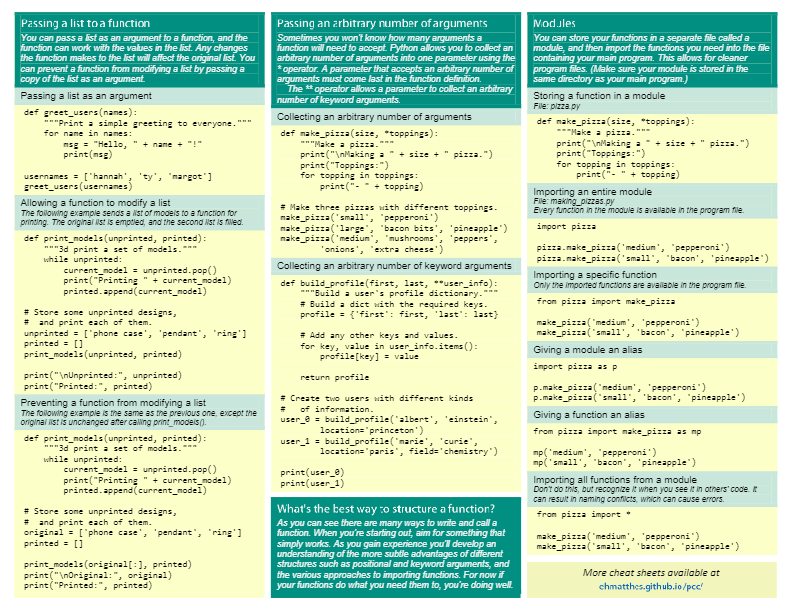 Passing a list to a function
You can pass a list as an argument to a function, and the
function can work with the values in the list. Any changes
the function makes to the list will affect the original list. You
can prevent a function from modifying a list by passing a
copy of the list as an argument.
Passing a list as an argument
def greet_users(names):
    """Print a simple greeting to everyone."""
    for name in names:
        msg = "Hello, " + name + "!"
        print(msg)
usernames = ['hannah', 'ty', 'margot']
greet_users(usernames)
Allowing a function to modify a list
The following example sends a list of models to a function for
printing. The original list is emptied, and the second list is filled.
def print_models(unprinted, printed):
    """3d print a set of models."""
    while unprinted:
        current_model = unprinted.pop()
        print("Printing " + current_model)
        printed.append(current_model)
# Store some unprinted designs,
#  and print each of them.
unprinted = ['phone case', 'pendant', 'ring']
printed = []
print_models(unprinted, printed)
print("\nUnprinted:", unprinted)
print("Printed:", printed)
Preventing a function from modifying a list
The following example is the same as the previous one, except the
original list is unchanged after calling print_models().
def print_models(unprinted, printed):
    """3d print a set of models."""
    while unprinted:
        current_model = unprinted.pop()
        print("Printing " + current_model)
        printed.append(current_model)
# Store some unprinted designs,
#  and print each of them.
original = ['phone case', 'pendant', 'ring']
printed = []
print_models(original[:], printed)
print("\nOriginal:", original)
print("Printed:", printed)
Passing an arbitrary number of arguments
Sometimes you won't know how many arguments a
function will need to accept. Python allows you to collect an
arbitrary number of arguments into one parameter using the
* operator. A parameter that accepts an arbitrary number of
arguments must come last in the function definition.
The ** operator allows a parameter to collect an arbitrary
number of keyword arguments.
Collecting an arbitrary number of arguments
def make_pizza(size, *toppings):
    """Make a pizza."""
    print("\nMaking a " + size + " pizza.")
    print("Toppings:")
    for topping in toppings:
        print("- " + topping)
# Make three pizzas with different toppings.
make_pizza('small', 'pepperoni')
make_pizza('large', 'bacon bits', 'pineapple')
make_pizza('medium', 'mushrooms', 'peppers',
        'onions', 'extra cheese')
Collecting an arbitrary number of keyword arguments
def build_profile(first, last, **user_info):
    """Build a user's profile dictionary."""
    # Build a dict with the required keys.
    profile = {'first': first, 'last': last}
    # Add any other keys and values.
    for key, value in user_info.items():
        profile[key] = value
    return profile
# Create two users with different kinds
#  of information.
user_0 = build_profile('albert', 'einstein',
        location='princeton')
user_1 = build_profile('marie', 'curie',
        location='paris', field='chemistry')
print(user_0)
print(user_1)
What's the best way to structure a function?
As you can see there are many ways to write and call a
function. When you're starting out, aim for something that
simply works. As you gain experience you'll develop an
understanding of the more subtle advantages of different
structures such as positional and keyword arguments, and
the various approaches to importing functions. For now if
your functions do what you need them to, you're doing well.
Modules
You can store your functions in a separate file called a
module, and then import the functions you need into the file
containing your main program. This allows for cleaner
program files. (Make sure your module is stored in the
same directory as your main program.)
Storing a function in a module
File: pizza.py
def make_pizza(size, *toppings):
    """Make a pizza."""
    print("\nMaking a " + size + " pizza.")
    print("Toppings:")
    for topping in toppings:
        print("- " + topping)
Importing an entire module
File: making_pizzas.py
Every function in the module is available in the program file.
import pizza
pizza.make_pizza('medium', 'pepperoni')
pizza.make_pizza('small', 'bacon', 'pineapple')
Importing a specific function
Only the imported functions are available in the program file.
from pizza import make_pizza
make_pizza('medium', 'pepperoni')
make_pizza('small', 'bacon', 'pineapple')
Giving a module an alias
import pizza as p
p.make_pizza('medium', 'pepperoni')
p.make_pizza('small', 'bacon', 'pineapple')
Giving a function an alias
from pizza import make_pizza as mp
mp('medium', 'pepperoni')
mp('small', 'bacon', 'pineapple')
Importing all functions from a module
Don't do this, but recognize it when you see it in others' code. It
can result in naming conflicts, which can cause errors.
from pizza import *
make_pizza('medium', 'pepperoni')
make_pizza('small', 'bacon', 'pineapple')
More cheat sheets available at
ehmatthes.github.io/pcc/